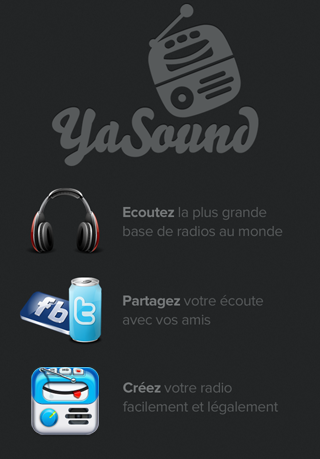 YaSound
Ecoutez la plus grande
base de radios au monde
fb
t
Partagez votre écoute
avec vos amis
Créez votre radio
facilement et légalement